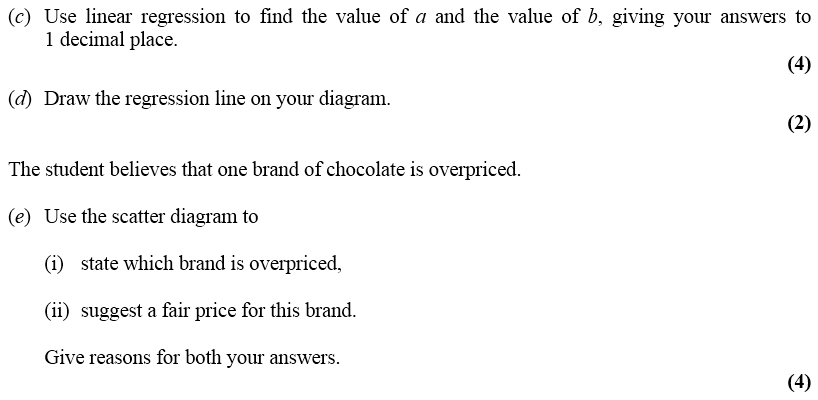 (c) Use linear regression to find the value of a and the value of b, giving your answers to
1 decimal place.
(4)
(d) Draw the regression line on your diagram.
(2)
The student believes that one brand of chocolate is overpriced.
(e) Use the scatter diagram to
(i) state which brand is overpriced,
(ii) suggest a fair price for this brand.
Give reasons for both your answers.
(4)